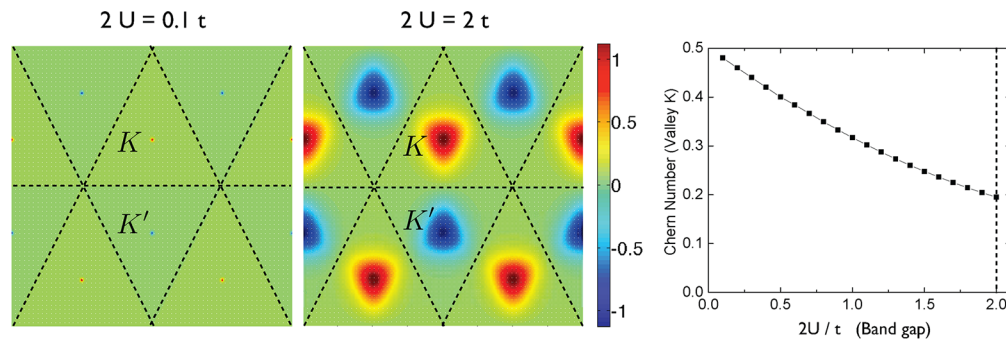 2 U = 0.1 t
2 U = 2 t
K
K′
K
K′
1
0.5
0
-0.5
-1
Chern Number (Valley K)
0.5
0.4
0.3
0.2
0.1
0.0
0.0 0.5 1.0 1.5 2.0
2U / t (Band gap)